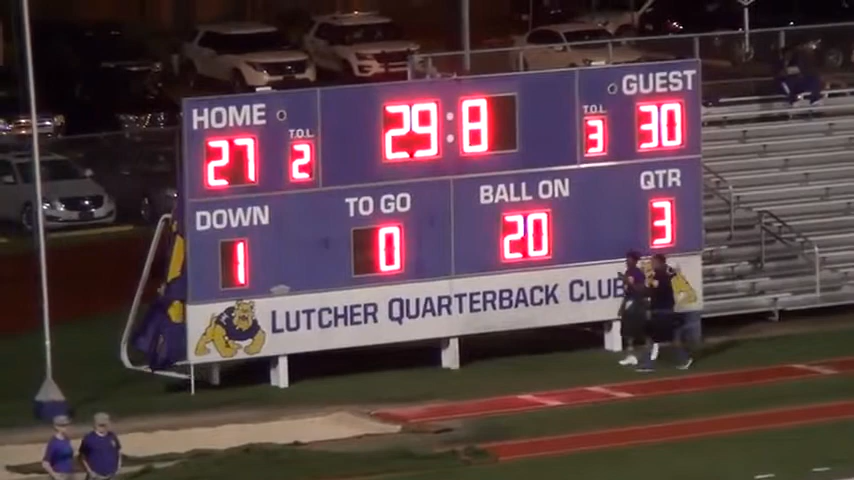 HOME T.O.L. 29:8 T.O.L. GUEST
27 2 3 30
DOWN TO GO BALL ON QTR
1 0 20 3
LUTCHER QUARTERBACK CLUB